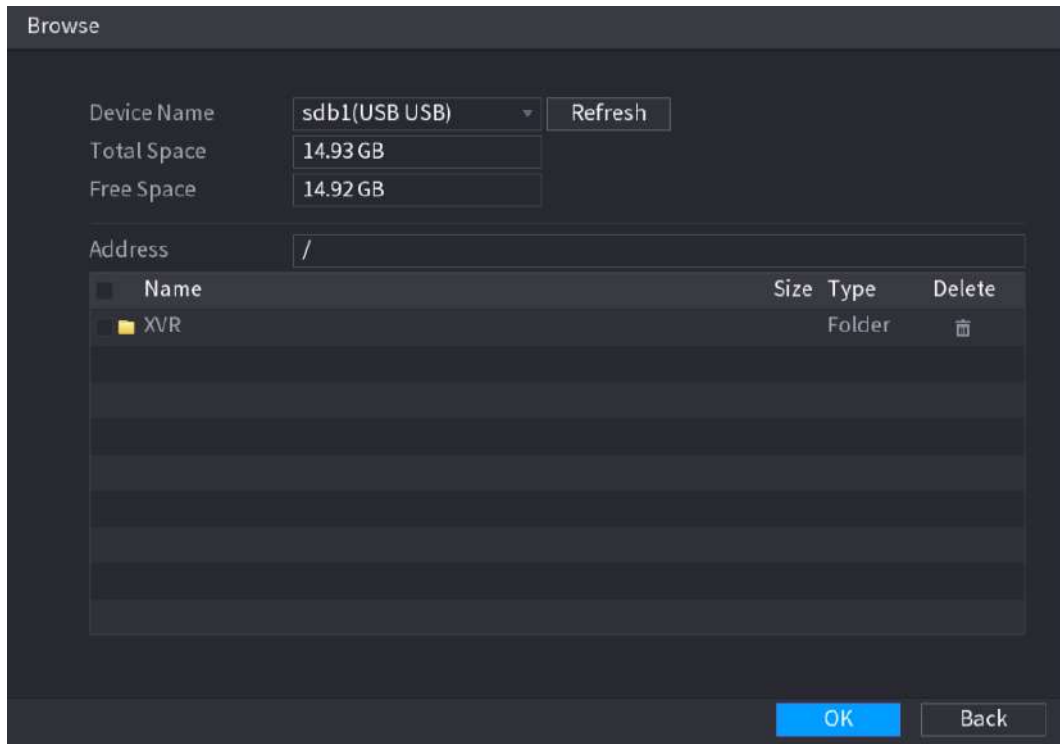 Browse
Device Name sdb1(USB USB) Refresh
Total Space 14.93 GB
Free Space 14.92 GB
Address /
Name Size Type Delete
XVR Folder
OK Back